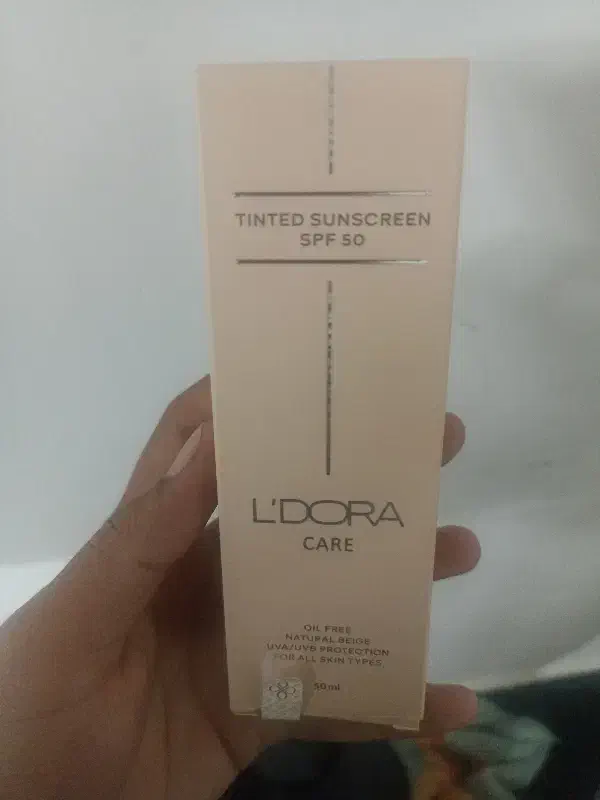 TINTED SUNSCREEN
SPF 50
L'DORA
CARE
OIL FREE
NATURAL BEIGE
UVA/UVB PROTECTION
FOR ALL SKIN TYPES
50 ml